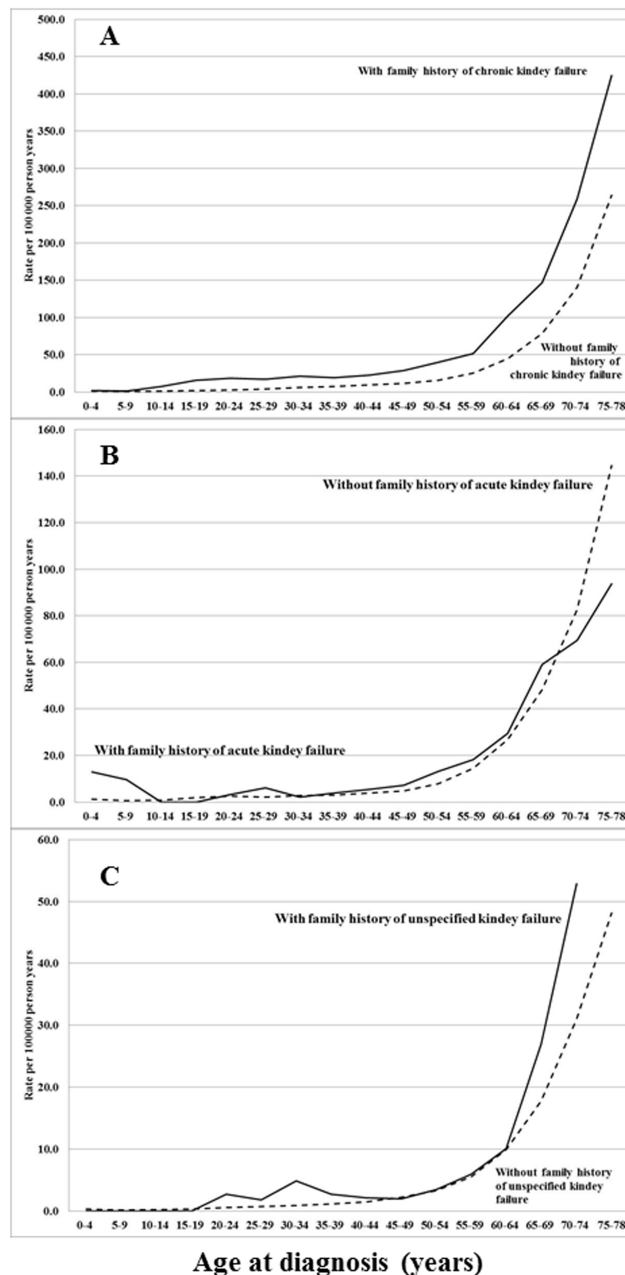 A
500.0
450.0
400.0
350.0
300.0
250.0
200.0
150.0
100.0
50.0
0.0
Rate per 100 000 person years
With family history of chronic kindey failure
Without family
history of
chronic kindey failure
0-4 5-9 10-14 15-19 20-24 25-29 30-34 35-39 40-44 45-49 50-54 55-59 60-64 65-69 70-74 75-78
B
160.0
140.0
120.0
100.0
80.0
60.0
40.0
20.0
0.0
Rate per 100 000 person years
Without family history of acute kindey failure
With family history of acute kindey failure
0-4 5-9 10-14 15-19 20-24 25-29 30-34 35-39 40-44 45-49 50-54 55-59 60-64 65-69 70-74 75-78
C
60.0
50.0
40.0
30.0
20.0
10.0
0.0
Rate per 100000 person years
With family history of unspecified kindey failure
Without family history
of unspecified kindey
failure
0-4 5-9 10-14 15-19 20-24 25-29 30-34 35-39 40-44 45-49 50-54 55-59 60-64 65-69 70-74 75-78
Age at diagnosis (years)